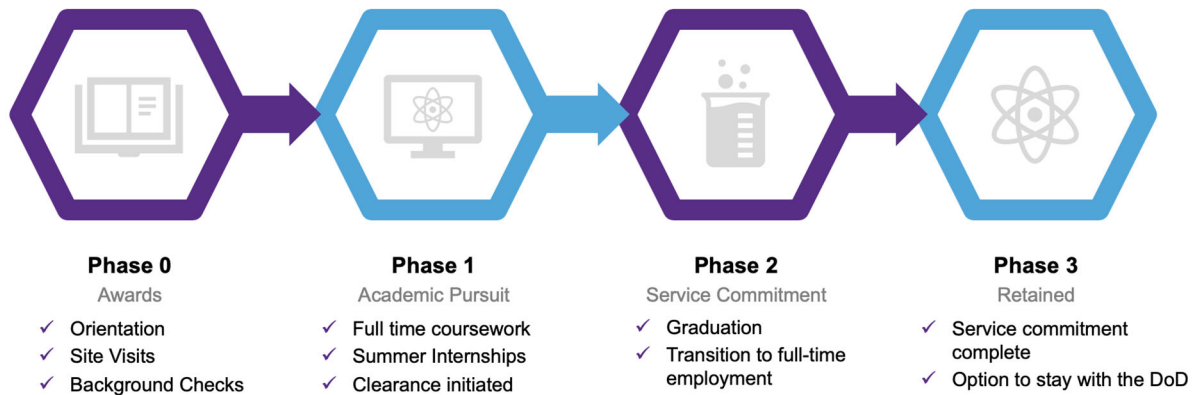 Phase 0
Awards
✓ Orientation
✓ Site Visits
✓ Background Checks
Phase 1
Academic Pursuit
✓ Full time coursework
✓ Summer Internships
✓ Clearance initiated
Phase 2
Service Commitment
✓ Graduation
✓ Transition to full-time
employment
Phase 3
Retained
✓ Service commitment
complete
✓ Option to stay with the DoD